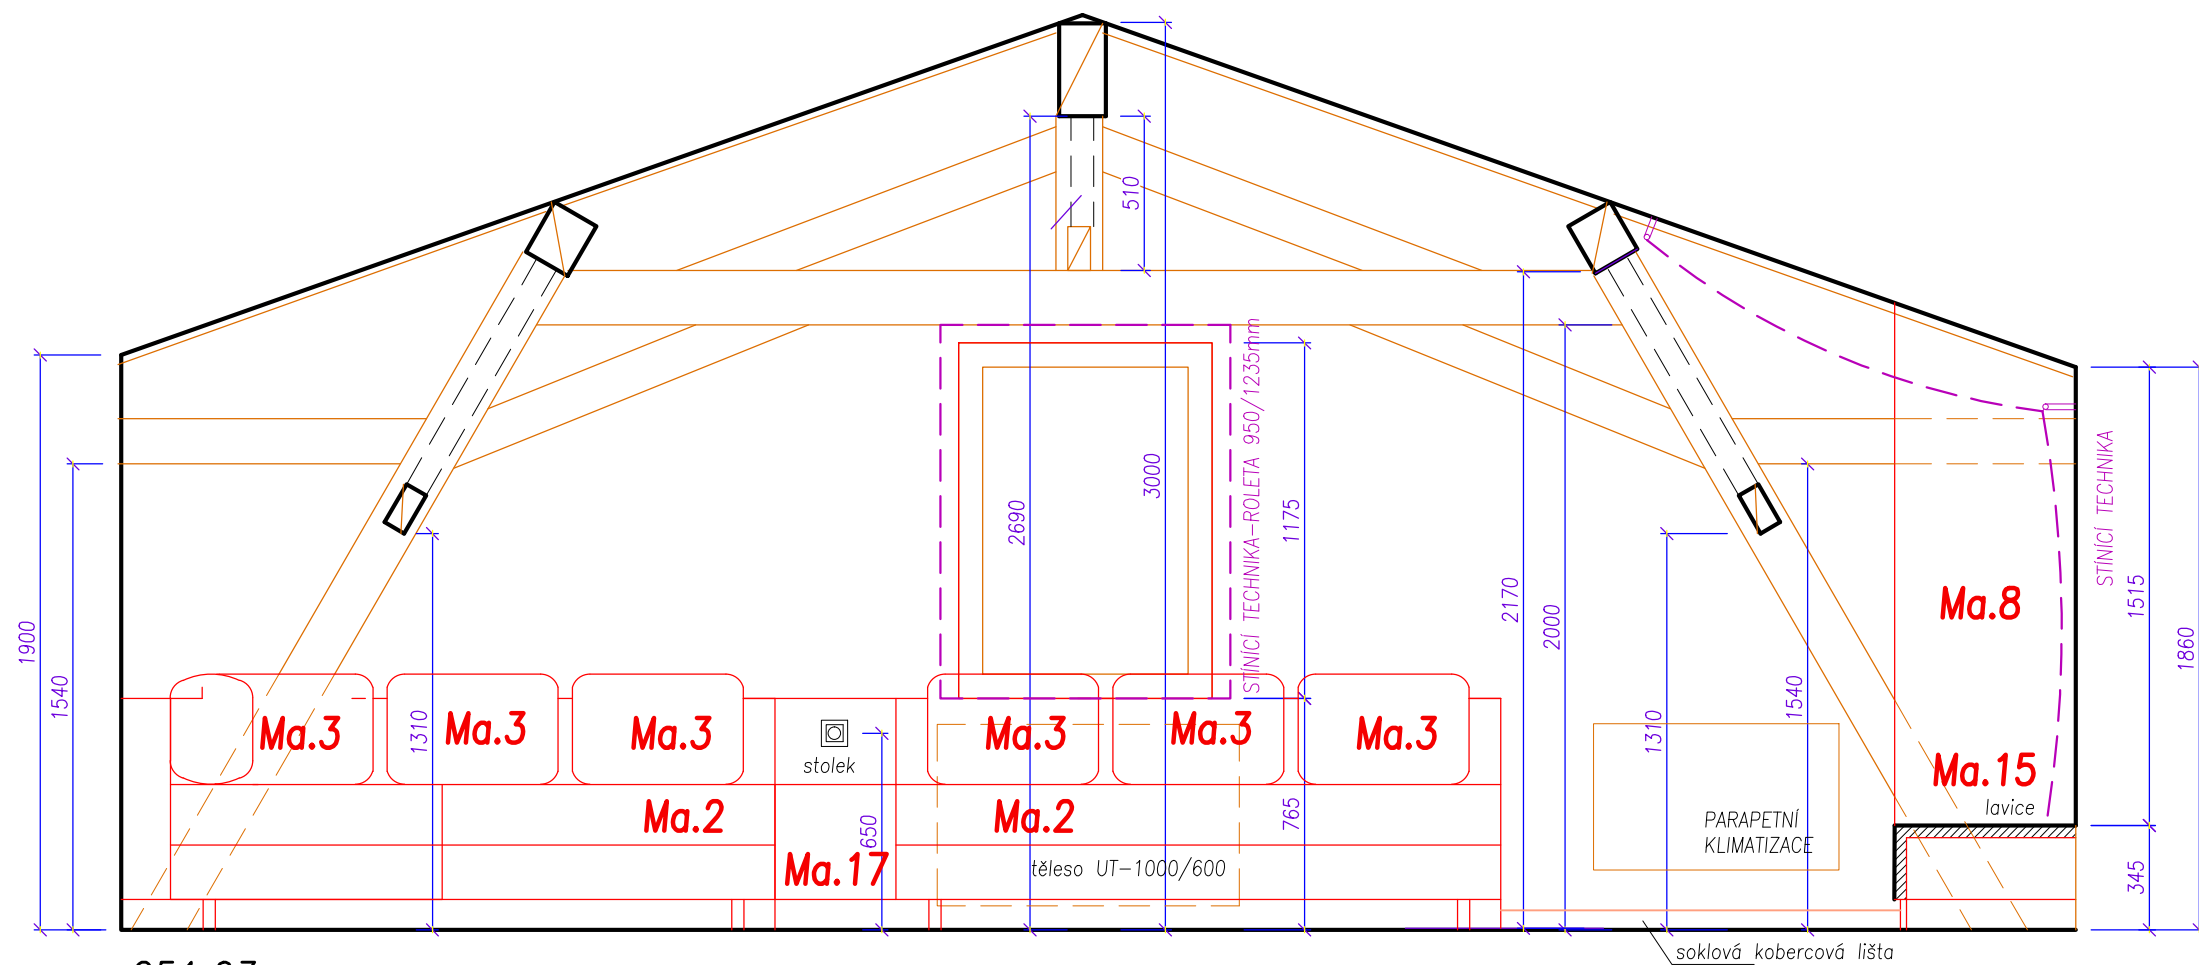 510
3000
2690
STÍNÍCÍ TECHNIKA-ROLETA 950/1235mm
1175
2170
2000
STÍNÍCÍ TECHNIKA
1515
1860
1900
1540
1310
1310
1540
Ma.8
Ma.3
Ma.3
Ma.3
Ma.3
Ma.3
Ma.3
stolek
Ma.15
lavice
Ma.2
Ma.2
650
765
PARAPETNÍ
KLIMATIZACE
Ma.17
těleso UT-1000/600
345
soklová kobercová lišta